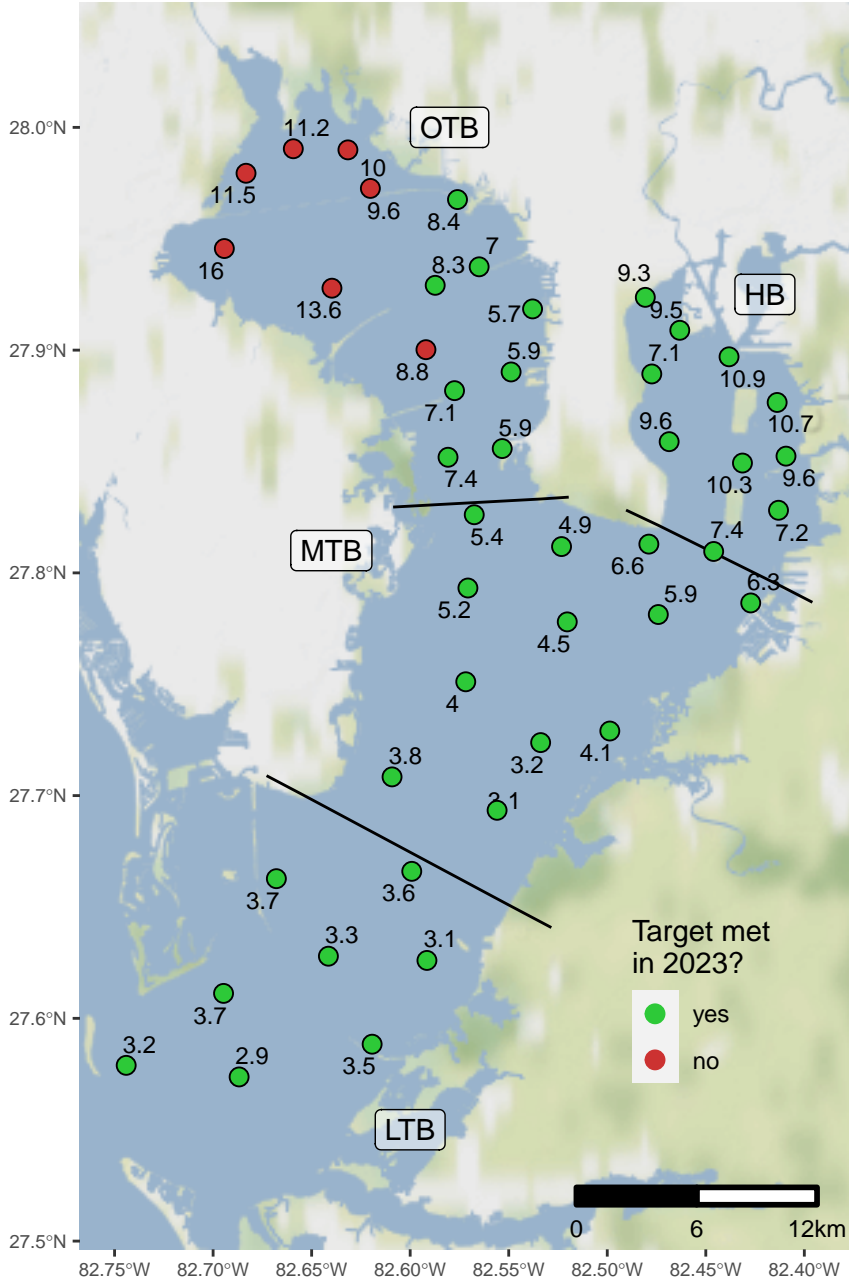 28.0°N
11.2
OTB
10
11.5
9.6
8.4
7
16
8.3
9.3
HB
13.6
5.7
9.5
27.9°N
8.8
5.9
7.1
10.9
7.1
10.7
5.9
9.6
7.4
10.3
9.6
MTB
5.4
4.9
7.4
7.2
6.6
27.8°N
6.3
5.2
5.9
4.5
4
3.8
3.2
4.1
27.7°N
3.1
3.7
3.6
3.3
3.1
Target met
in 2023?
3.7
27.6°N
yes
3.2
2.9
3.5
no
LTB
0 6 12km
27.5°N
82.75°W 82.70°W 82.65°W 82.60°W 82.55°W 82.50°W 82.45°W 82.40°W